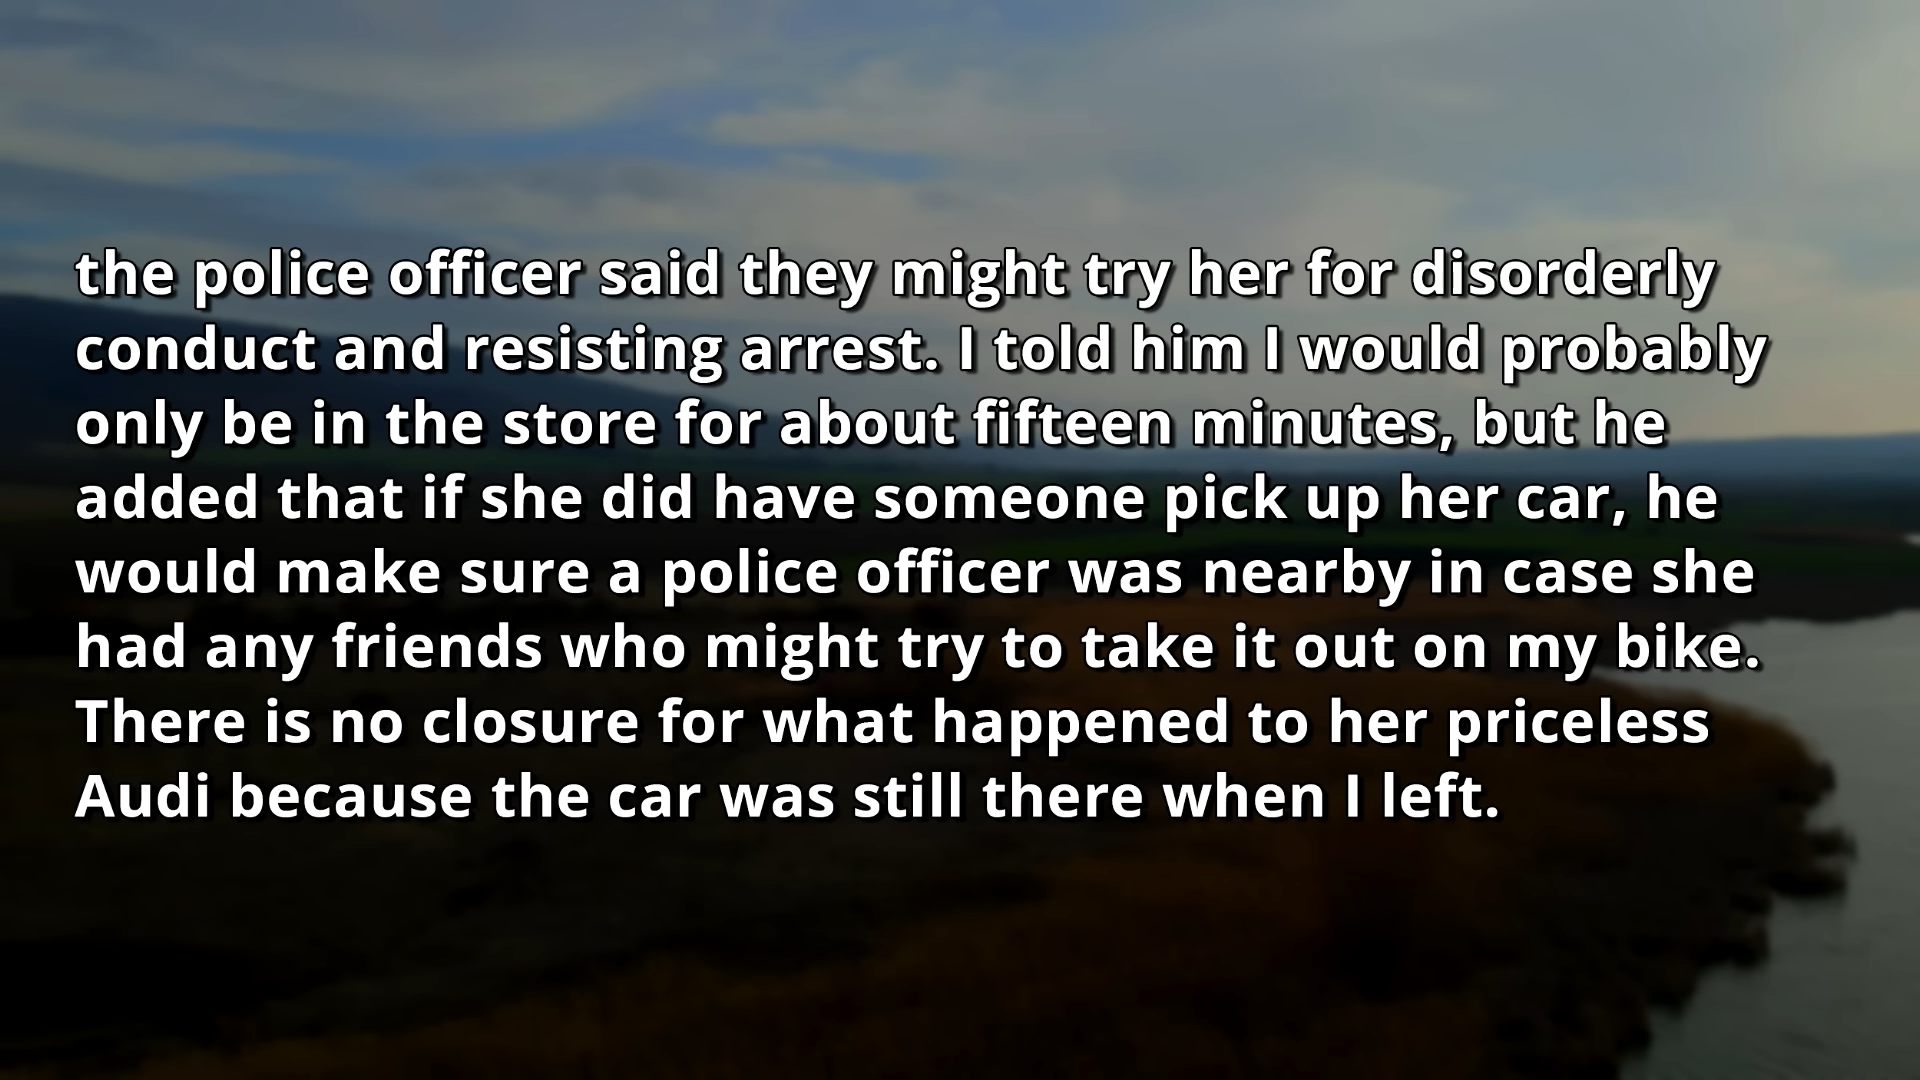 the police officer said they might try her for disorderly
conduct and resisting arrest. I told him I would probably
only be in the store for about fifteen minutes, but he
added that if she did have someone pick up her car, he
would make sure a police officer was nearby in case she
had any friends who might try to take it out on my bike.
There is no closure for what happened to her priceless
Audi because the car was still there when I left.